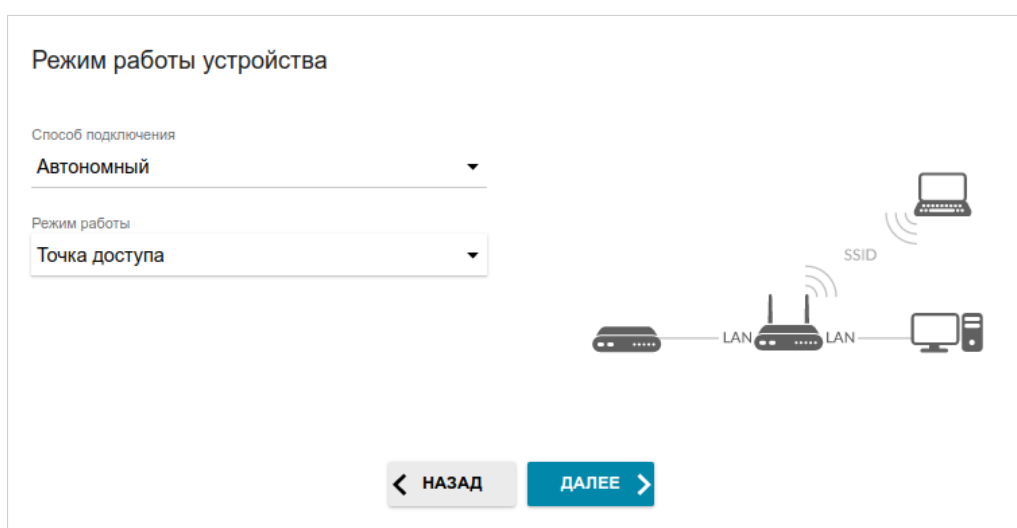 Режим работы устройства
Способ подключения
Автономный
Режим работы
Точка доступа
SSID
LAN
LAN
НАЗАД
ДАЛЕЕ